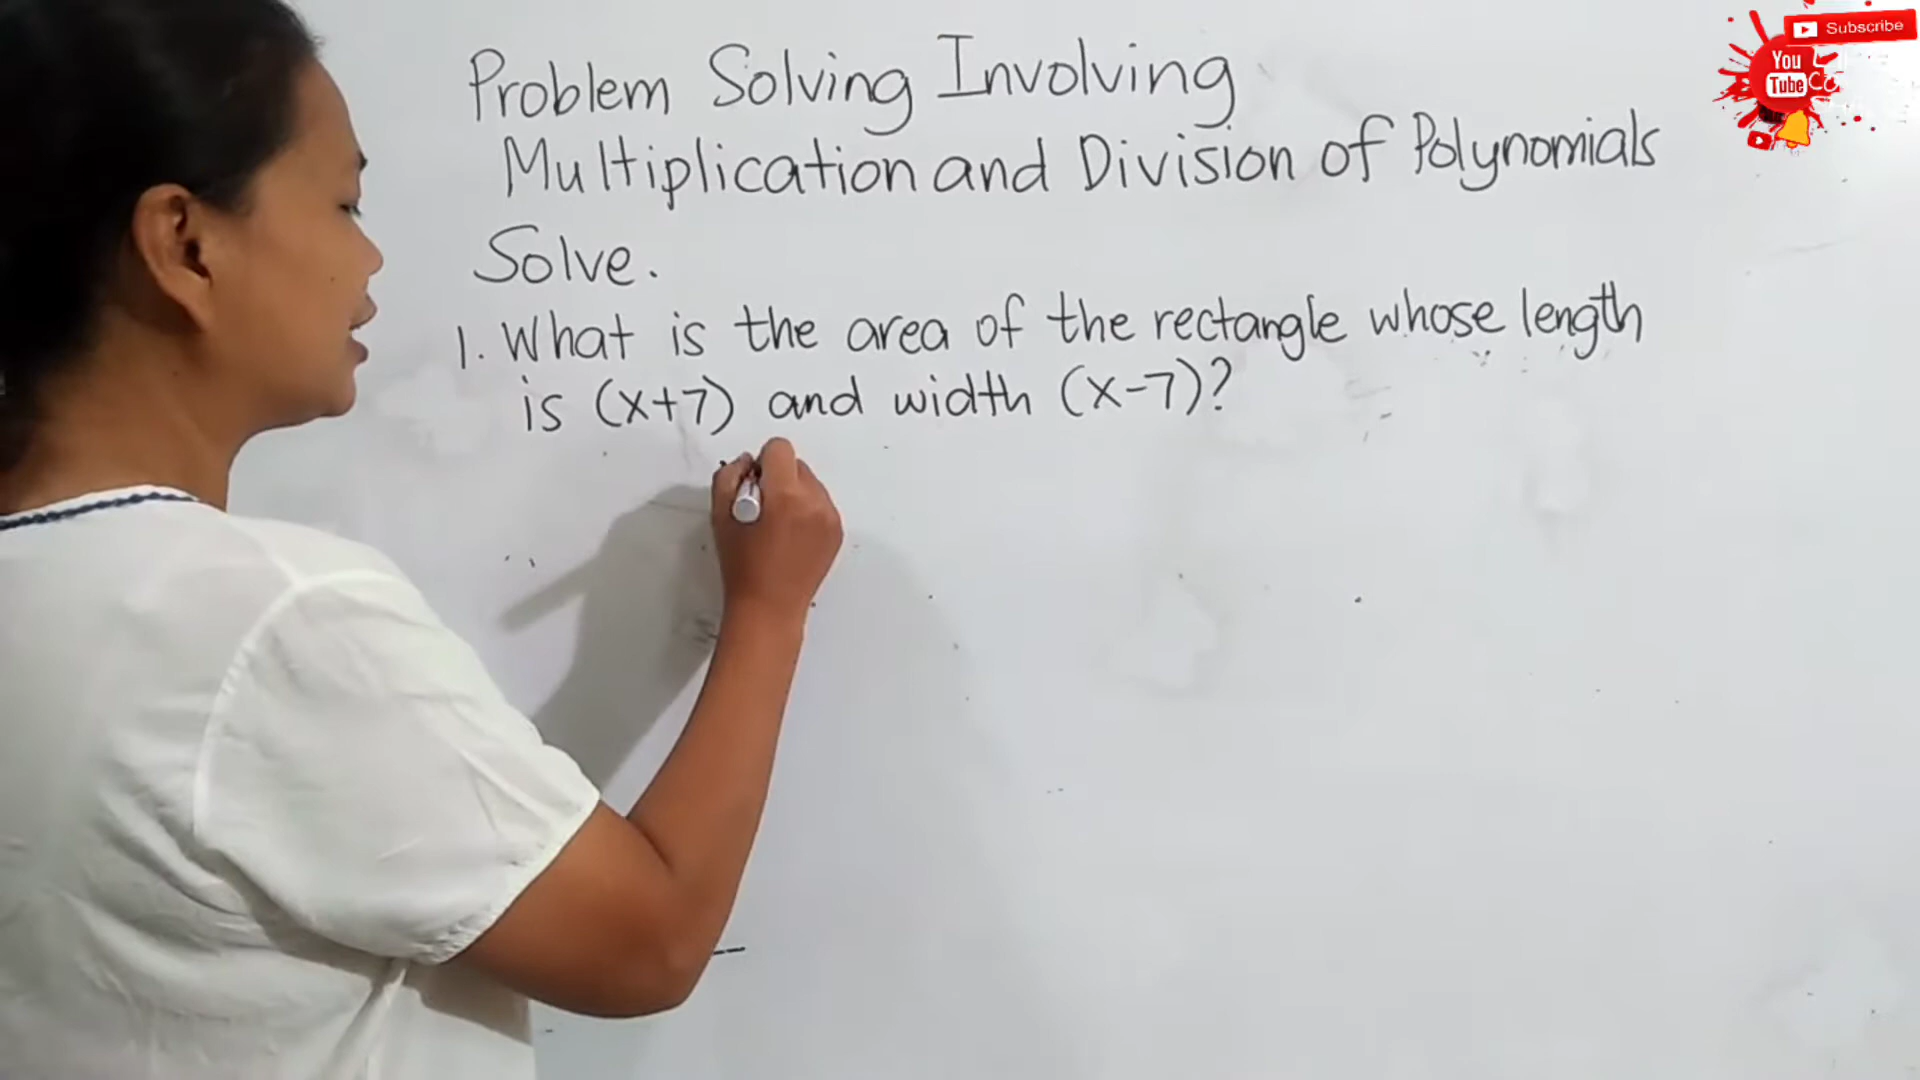 Problem Solving Involving
Multiplication and Division of Polynomials
Solve.
1. What is the area of the rectangle whose length
is (x+7) and width (x-7)?
Subscribe
You
Tube